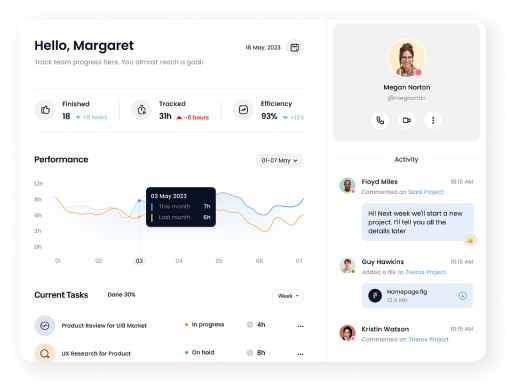 Hello, Margaret
Track team progress here. You almost reach a goal!
16 May, 2023
Finished
18 +8 tasks
Tracked
31h -6 hours
Efficiency
93% +12%
Performance
01-07 May
12h
8h
6h
2h
0h
03 May 2023
This month 7h
Last month 6h
01 02 03 04 05 06 07
Current Tasks Done 30%
Week
Product Review for UI8 Market In progress 4h
UX Research for Product On hold 8h
Megan Norton
@megnorton
Activity
Floyd Miles 10:15 AM
Commented on Stark Project
Hi! Next week we'll start a new
project. I'll tell you all the
details later
Guy Hawkins 10:15 AM
Added a file to 7Heros Project
Homepage.fig
13.4 Mb
Kristin Watson 10:15 AM
Commented on 7Heros Project